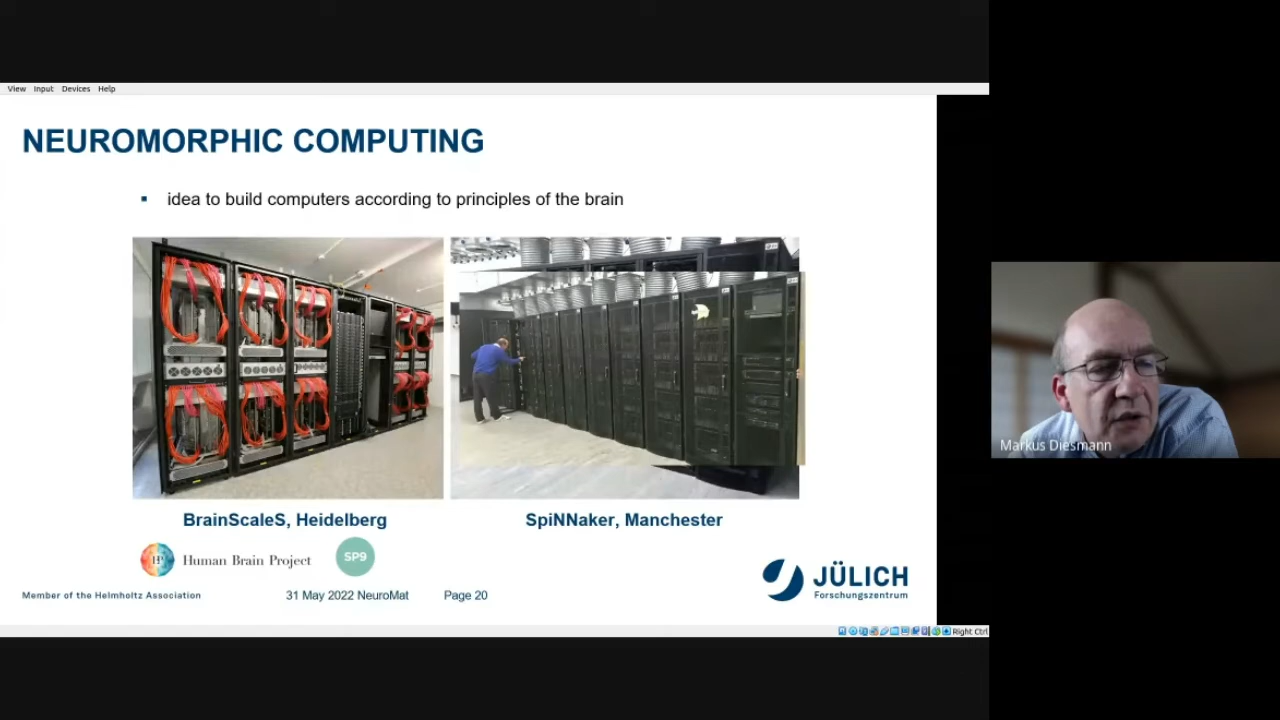 View Input Devices Help
NEUROMORPHIC COMPUTING
▪ idea to build computers according to principles of the brain
BrainScaleS, Heidelberg
SpiNNaker, Manchester
Human Brain Project
SP9
JÜLICH
Forschungszentrum
Member of the Helmholtz Association
31 May 2022 NeuroMat
Page 20
Right Ctrl
Markus Diesmann